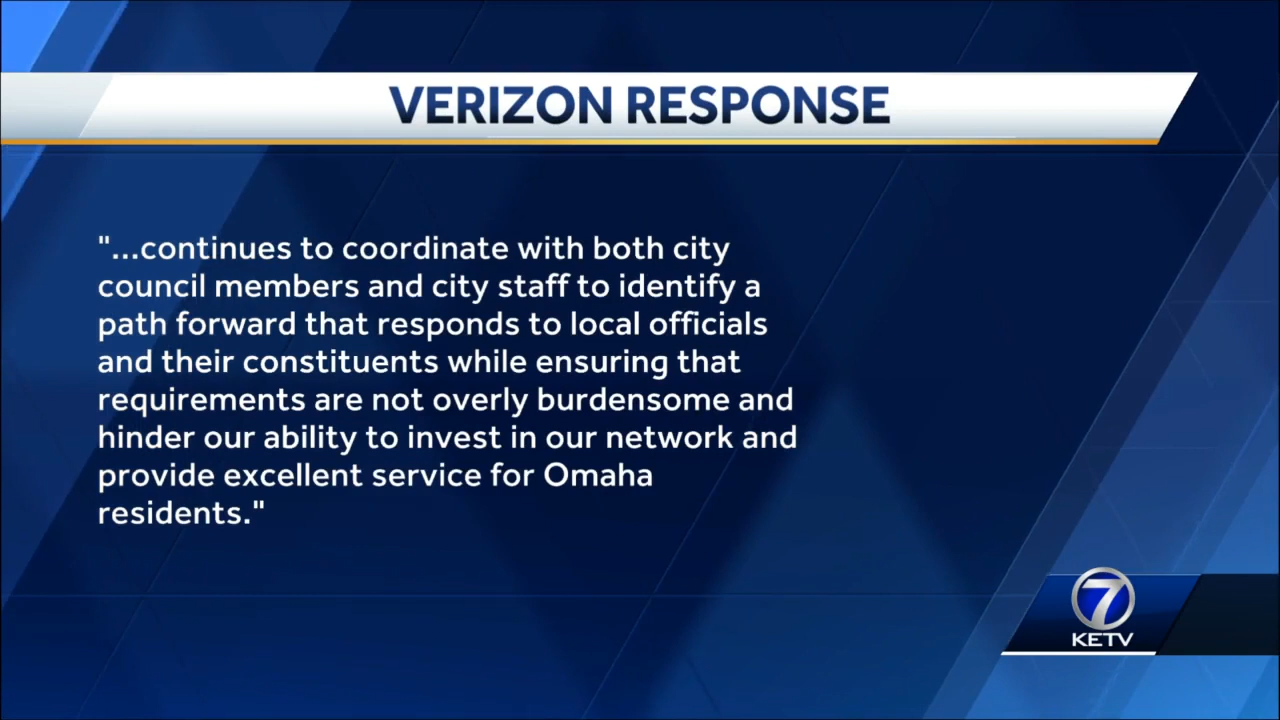 VERIZON RESPONSE
"...continues to coordinate with both city
council members and city staff to identify a
path forward that responds to local officials
and their constituents while ensuring that
requirements are not overly burdensome and
hinder our ability to invest in our network and
provide excellent service for Omaha
residents."
7
KETV